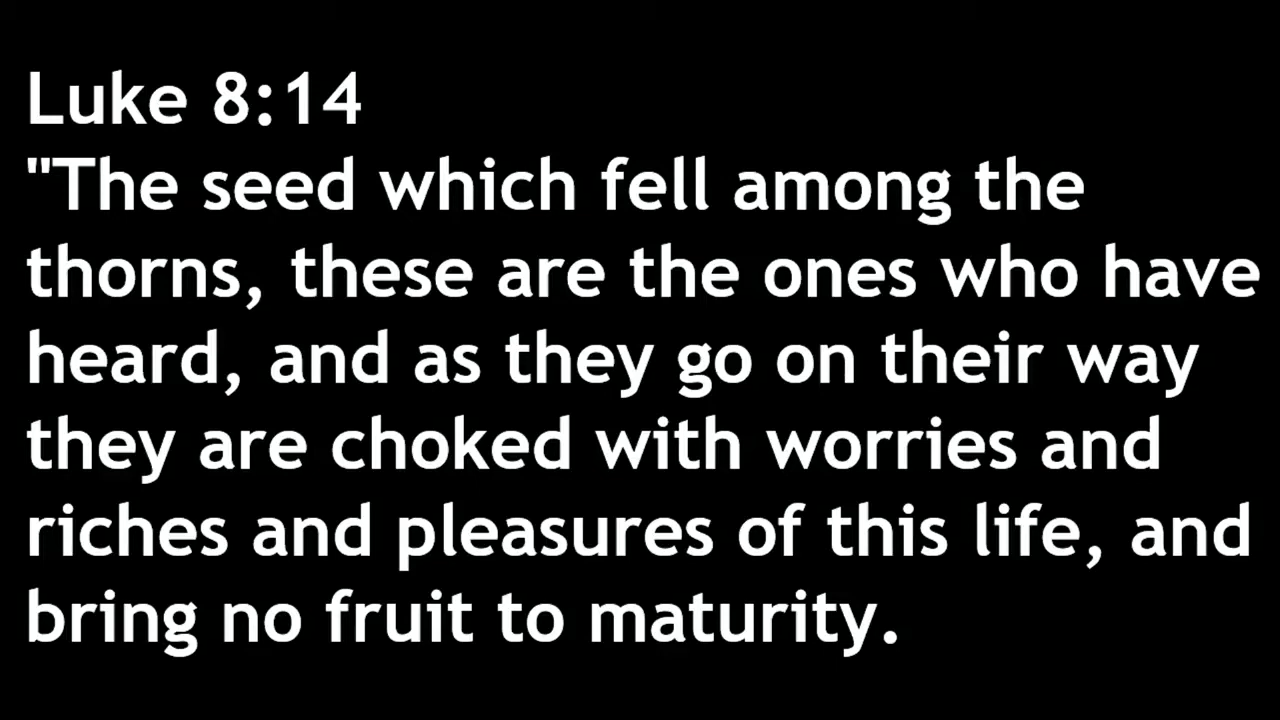 Luke 8:14
"The seed which fell among the
thorns, these are the ones who have
heard, and as they go on their way
they are choked with worries and
riches and pleasures of this life, and
bring no fruit to maturity.